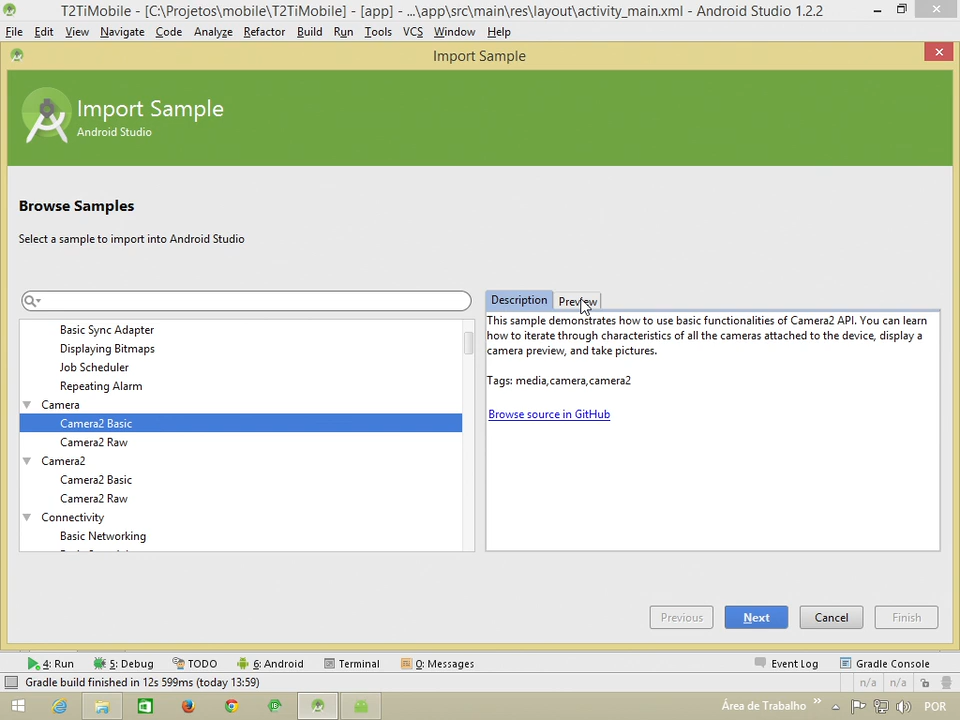 T2TiMobile - [C:\Projetos\mobile\T2TiMobile] - [app] - ...\app\src\main\res\layout\activity_main.xml - Android Studio 1.2.2
File Edit View Navigate Code Analyze Refactor Build Run Tools VCS Window Help
Import Sample
Import Sample
Android Studio
Browse Samples
Select a sample to import into Android Studio
Description Preview
Basic Sync Adapter
Displaying Bitmaps
Job Scheduler
Repeating Alarm
Camera
Camera2 Basic
Camera2 Raw
Camera2
Camera2 Basic
Camera2 Raw
Connectivity
Basic Networking
This sample demonstrates how to use basic functionalities of Camera2 API. You can learn
how to iterate through characteristics of all the cameras attached to the device, display a
camera preview, and take pictures.
Tags: media,camera,camera2
Browse source in GitHub
Previous Next Cancel Finish
4: Run 5: Debug TODO 6: Android Terminal 0: Messages Event Log Gradle Console
Gradle build finished in 12s 599ms (today 13:59) n/a n/a
Área de Trabalho » POR